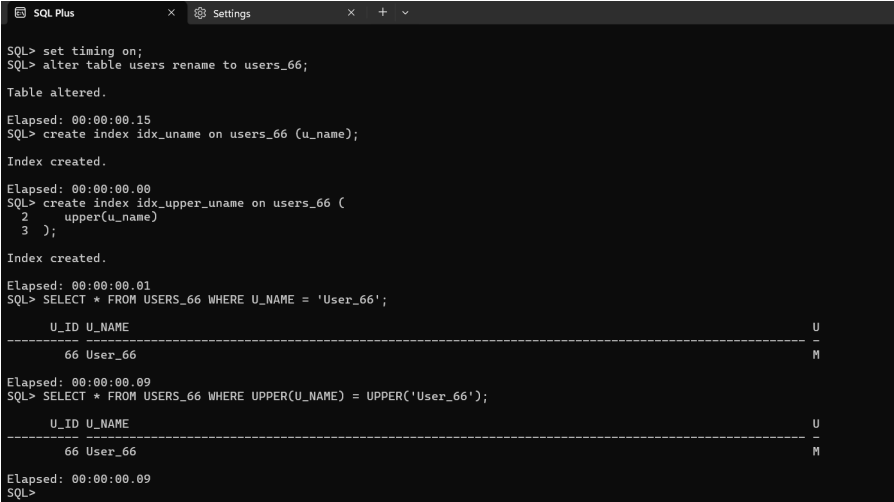 SQL Plus
Settings
SQL> set timing on;
SQL> alter table users rename to users_66;
Table altered.
Elapsed: 00:00:00.15
SQL> create index idx_uname on users_66 (u_name);
Index created.
Elapsed: 00:00:00.00
SQL> create index idx_upper_uname on users_66 (
  2     upper(u_name)
  3  );
Index created.
Elapsed: 00:00:00.01
SQL> SELECT * FROM USERS_66 WHERE U_NAME = 'User_66';
      U_ID U_NAME                                                                                               U
---------- ---------------------------------------------------------------------------------------------------- -
        66 User_66                                                                                              M
Elapsed: 00:00:00.09
SQL> SELECT * FROM USERS_66 WHERE UPPER(U_NAME) = UPPER('User_66');
      U_ID U_NAME                                                                                               U
---------- ---------------------------------------------------------------------------------------------------- -
        66 User_66                                                                                              M
Elapsed: 00:00:00.09
SQL>